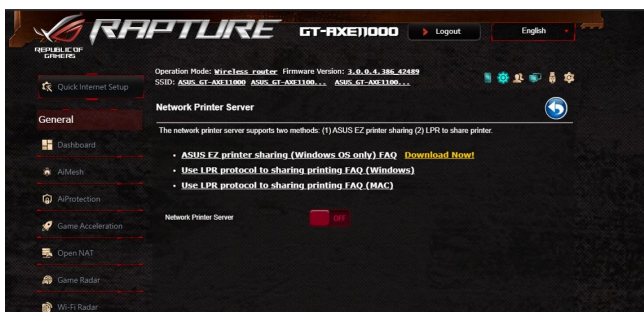 REPUBLIC OF
GAMERS
RAPTURE
GT-AXE11000
Logout
English
Operation Mode: Wireless router Firmware Version: 3.0.0.4.386_42489
SSID: ASUS_GT-AXE11000 ASUS_GT-AXE1100... ASUS_GT-AXE1100...
Quick Internet Setup
General
Dashboard
AiMesh
AiProtection
Game Acceleration
Open NAT
Game Radar
Wi-Fi Radar
Network Printer Server
The network printer server supports two methods: (1) ASUS EZ printer sharing (2) LPR to share printer.
ASUS EZ printer sharing (Windows OS only) FAQ Download Now!
Use LPR protocol to sharing printing FAQ (Windows)
Use LPR protocol to sharing printing FAQ (MAC)
Network Printer Server OFF